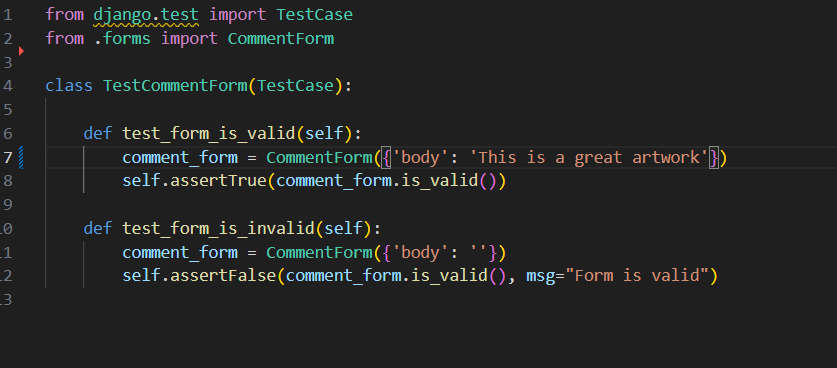 1 from django.test import TestCase
2 from .forms import CommentForm
3
4 class TestCommentForm(TestCase):
5
6     def test_form_is_valid(self):
7         comment_form = CommentForm({'body': 'This is a great artwork'})
8         self.assertTrue(comment_form.is_valid())
9
.0     def test_form_is_invalid(self):
.1         comment_form = CommentForm({'body': ''})
.2         self.assertFalse(comment_form.is_valid(), msg="Form is valid")
.3